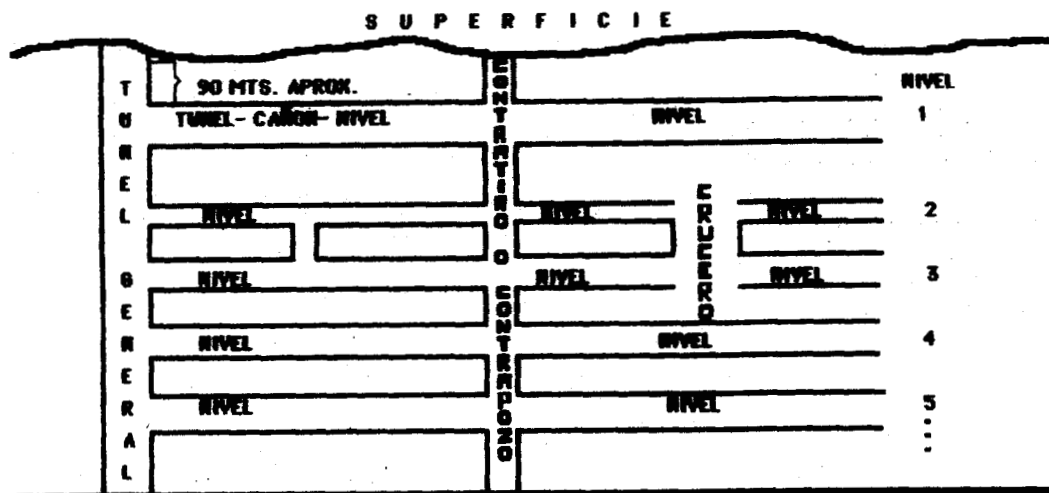 SUPERFICIE
TUNEL GENERAL
90 MTS. APROX.
CONTRATIRO O CONTRAPOZO
NIVEL
TUNEL-CAÑON-NIVEL
NIVEL
1
NIVEL
NIVEL
CRUCERO
NIVEL
2
NIVEL
NIVEL
NIVEL
3
NIVEL
NIVEL
4
NIVEL
NIVEL
5